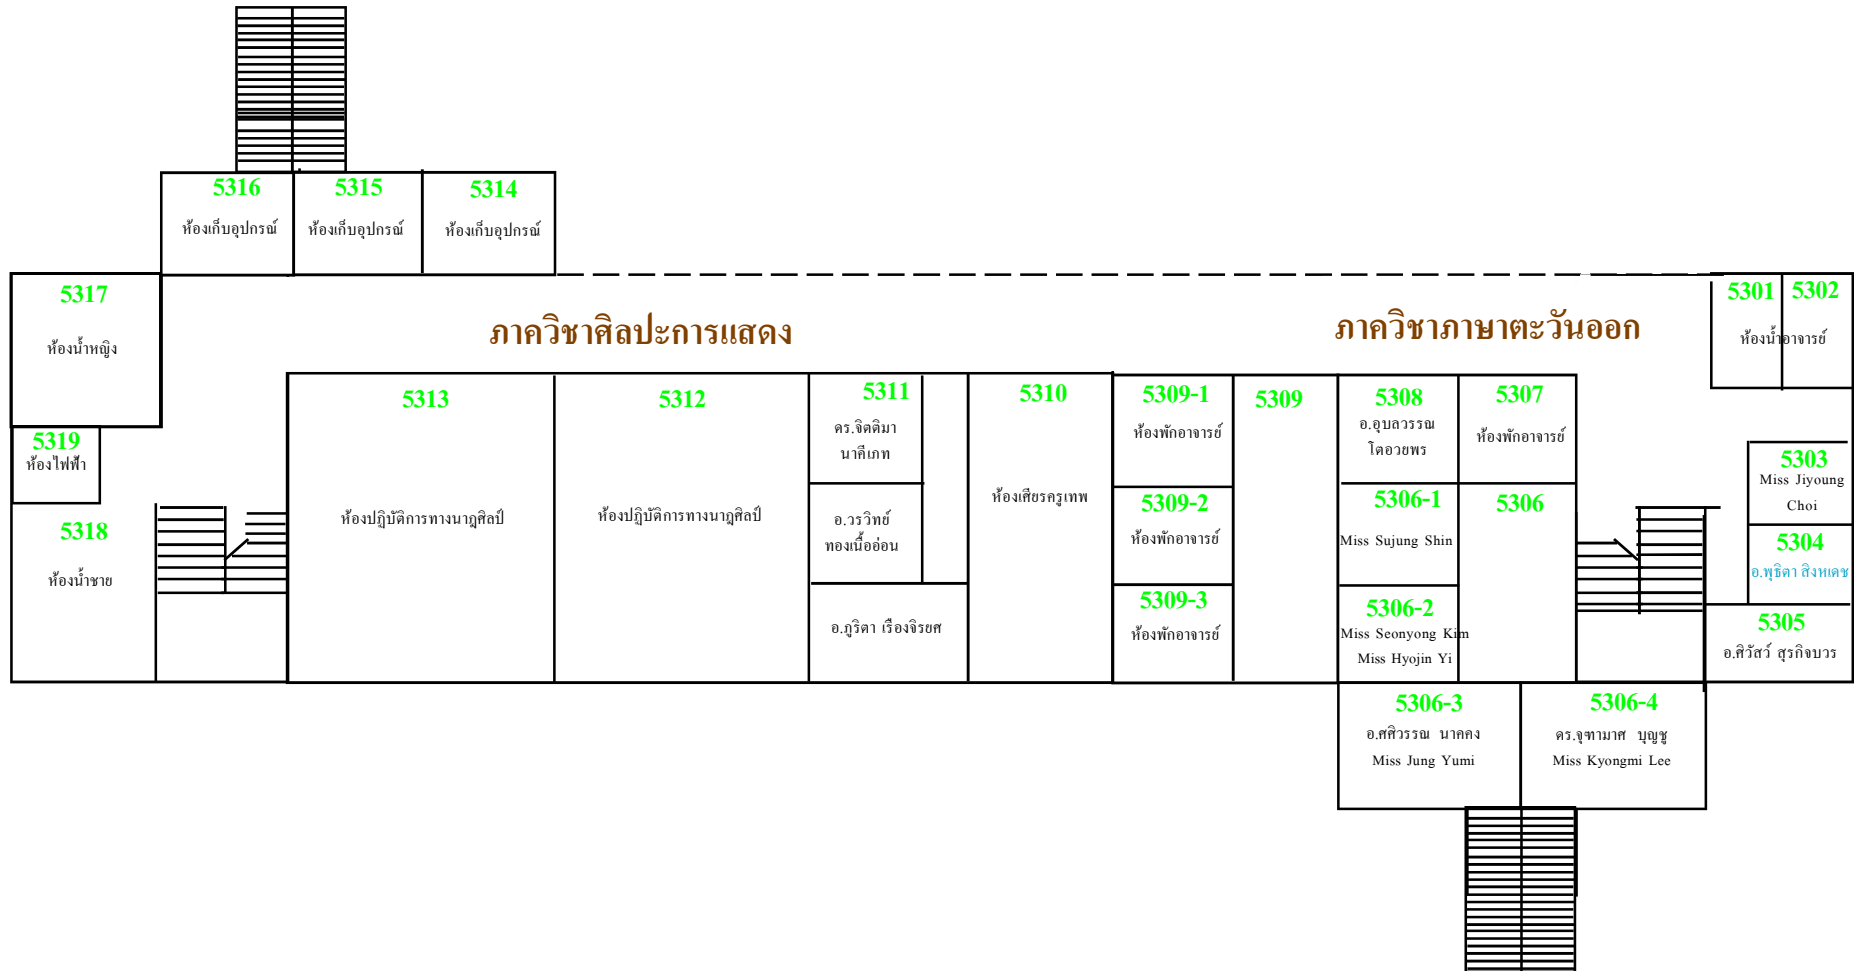 5316
ห้องเก็บอุปกรณ์
5315
ห้องเก็บอุปกรณ์
5314
ห้องเก็บอุปกรณ์
5317
ห้องน้ำหญิง
ภาควิชาศิลปะการแสดง
ภาควิชาภาษาตะวันออก
5301
5302
ห้องน้ำอาจารย์
5319
ห้องไฟฟ้า
5318
ห้องน้ำชาย
5313
ห้องปฏิบัติการทางนาฏศิลป์
5312
ห้องปฏิบัติการทางนาฏศิลป์
5311
ดร.จิตติมา
นาคีเภท
อ.วรวิทย์
ทองเนื้ออ่อน
อ.ภูริตา เรืองจิรยศ
5310
ห้องเศียรครูเทพ
5309-1
ห้องพักอาจารย์
5309-2
ห้องพักอาจารย์
5309-3
ห้องพักอาจารย์
5309
5308
อ.อุบลวรรณ
โตอวยพร
5307
ห้องพักอาจารย์
5306-1
Miss Sujung Shin
5306
5306-2
Miss Seonyong Kim
Miss Hyojin Yi
5303
Miss Jiyoung
Choi
5304
อ.พุธิตา สิงหเดช
5305
อ.ศิวัสว์ สุรกิจบวร
5306-3
อ.ศศิวรรณ นาคคง
Miss Jung Yumi
5306-4
ดร.จุฑามาศ บุญชู
Miss Kyongmi Lee